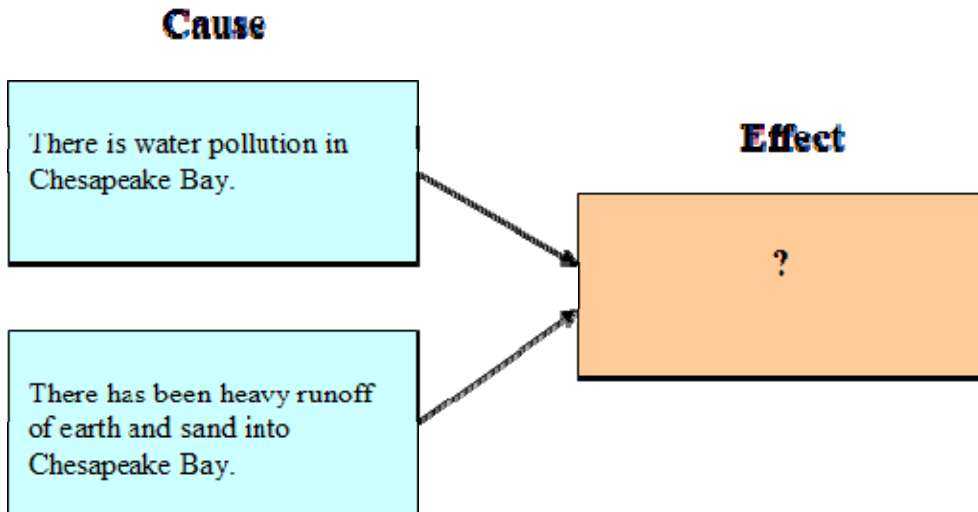 Cause
There is water pollution in
Chesapeake Bay.
Effect
?
There has been heavy runoff
of earth and sand into
Chesapeake Bay.